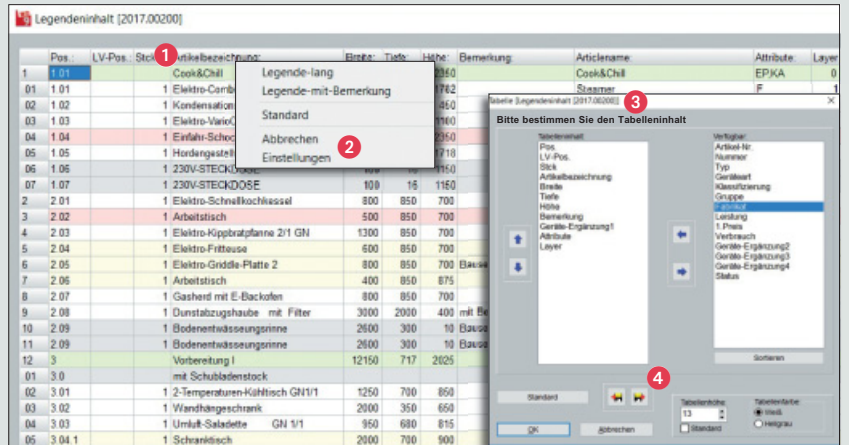 Legendeninhalt [2017.00200]
Pos.: LV-Pos.: Stck 1 Artikelbezeichnung: Breite: Tiefe: Höhe: Bemerkung: Articlename: Attribute: Layer
1 1.01 Cook&Chill 2350 Cook&Chill EP,KA 0
01 1.01 1 Elektro-Comb 1782 Steamer F 1
02 1.02 1 Kondensation 450
03 1.03 1 Elektro-VarioC 1100
04 1.04 1 Einfahr-Schoc 2350
05 1.05 1 Hordengestell 1718
06 1.06 1 230V-STECKDOSE 100 16 1150
07 1.07 1 230V-STECKDOSE 100 16 1150
2 2.01 1 Elektro-Schnellkochkessel 800 850 700
3 2.02 1 Arbeitstisch 500 850 700
4 2.03 1 Elektro-Kippbratpfanne 2/1 GN 1300 850 700
5 2.04 1 Elektro-Fritteuse 600 850 700
6 2.05 1 Elektro-Griddle-Platte 2 800 850 700 Bause
7 2.06 1 Arbeitstisch 400 850 875
8 2.07 1 Gasherd mit E-Backofen 800 850 700
9 2.08 1 Dunstabzugshaube mit Filter 3000 2000 400 mit Be
10 2.09 1 Bodenentwässeungsrinne 2600 300 10 Bause
11 2.09 1 Bodenentwässeungsrinne 2600 300 10 Bause
12 3 Vorbereitung I 12150 717 2025
01 3.0 mit Schubladenstock
02 3.01 1 2-Temperaturen-Kühltisch GN1/1 1250 700 850
03 3.02 1 Wandhängeschrank 2000 350 650
04 3.03 1 Umluft-Saladette GN 1/1 950 680 815
05 3.04.1 1 Schranktisch 2000 700 900
Legende-lang
Legende-mit-Bemerkung
Standard
Abbrechen
2
Einstellungen
Tabelle [Legendeninhalt [2017.00200]] 3
Bitte bestimmen Sie den Tabelleninhalt
Tabelleninhalt
Pos.
LV-Pos.
Stck
Artikelbezeichnung
Breite
Tiefe
Höhe
Bemerkung
Geräte-Ergänzung1
Attribute
Layer
Verfügbar:
Artikel-Nr.
Nummer
Typ
Geräteart
Klassifizierung
Gruppe
Fabrikat
Leistung
1.Preis
Verbrauch
Geräte-Ergänzung2
Geräte-Ergänzung3
Geräte-Ergänzung4
Status
Sortieren
4
Standard
OK Abbrechen
Tabellenhöhe:
13
Standard
Tabellenfarbe:
Weiß
Hellgrau